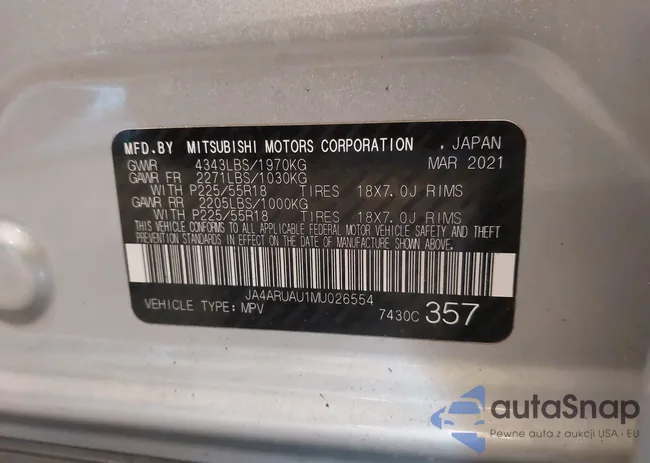 MFD.BY MITSUBISHI MOTORS CORPORATION , JAPAN
GVWR 4343LBS/1970KG MAR 2021
GAWR FR 2271LBS/1030KG
WITH P225/55R18 TIRES 18X7.0J RIMS
GAWR RR 2205LBS/1000KG
WITH P225/55R18 TIRES 18X7.0J RIMS
THIS VEHICLE CONFORMS TO ALL APPLICABLE FEDERAL MOTOR VEHICLE SAFETY AND THEFT
PREVENTION STANDARDS IN EFFECT ON THE DATE OF MANUFACTURE SHOWN ABOVE.
JA4ARUAU1MU026554
VEHICLE TYPE: MPV 7430C 357
autaSnap
Pewne auta z aukcji USA · EU